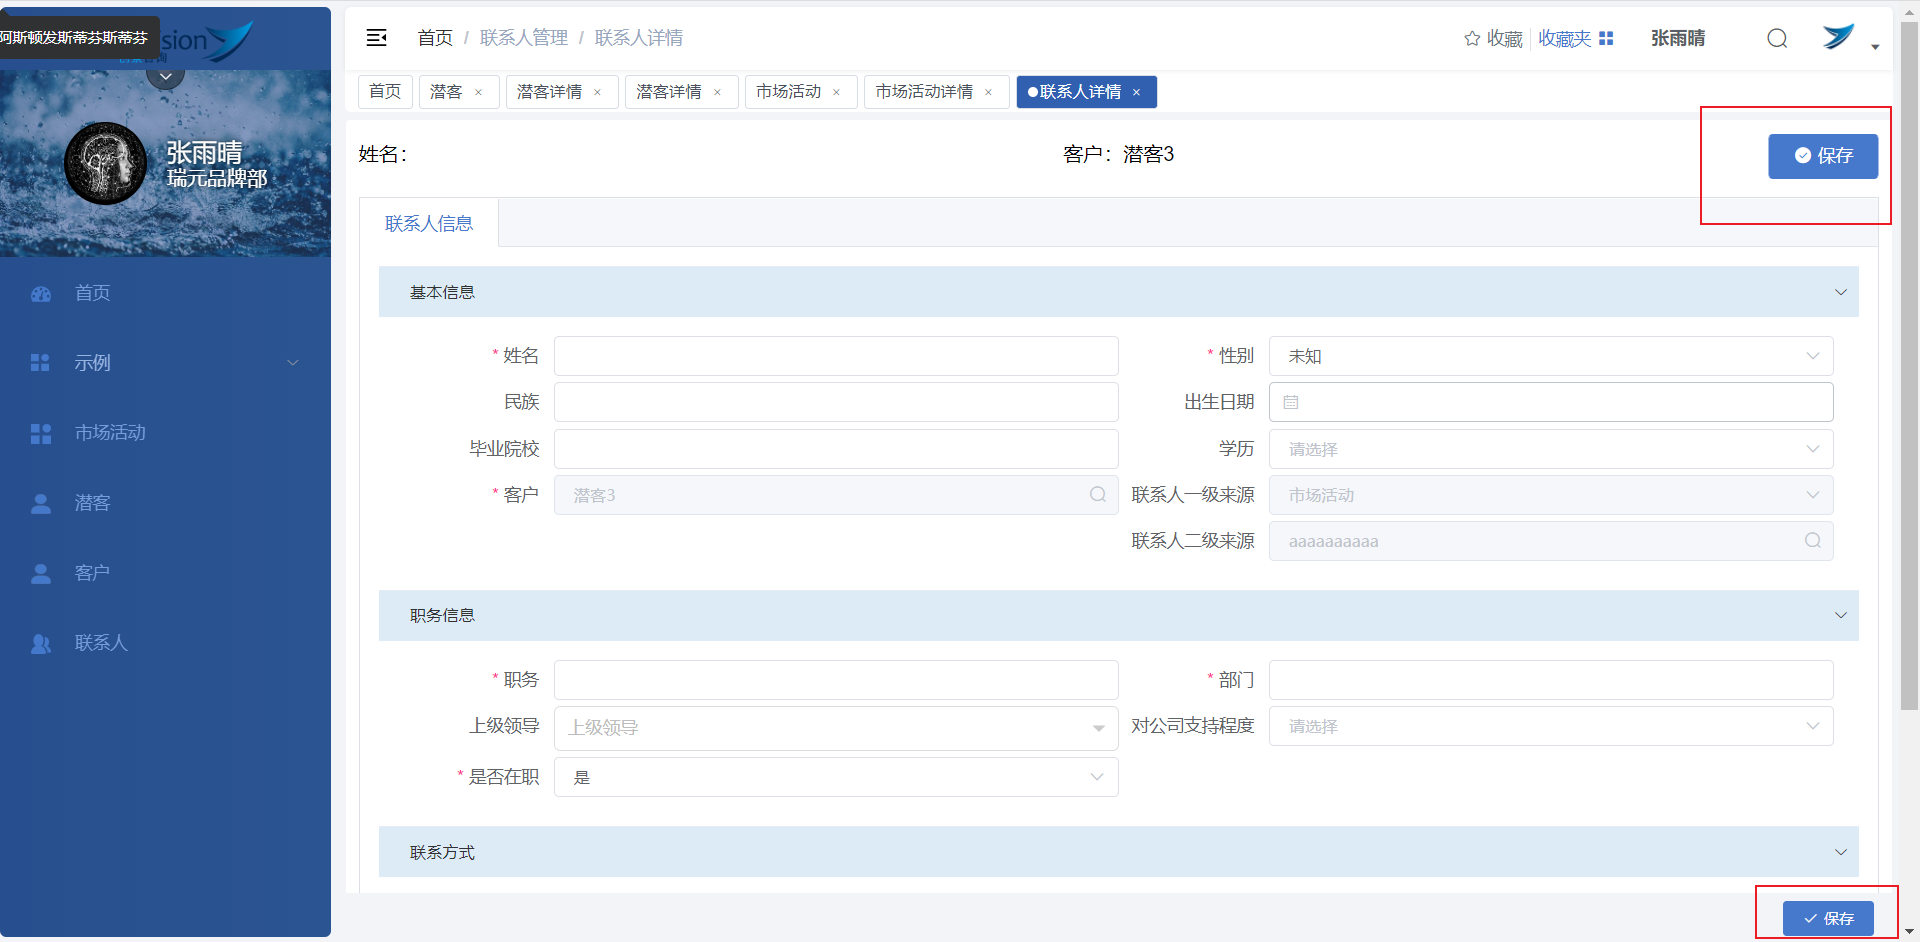 阿斯顿发斯蒂芬斯蒂芬
sion
首页 / 联系人管理 / 联系人详情
收藏 收藏夹 张雨晴
首页 潜客 × 潜客详情 × 潜客详情 × 市场活动 × 市场活动详情 × 联系人详情 ×
张雨晴
瑞元品牌部
首页
示例
市场活动
潜客
客户
联系人
姓名: 客户: 潜客3 保存
联系人信息
基本信息
* 姓名 * 性别 未知
民族 出生日期
毕业院校 学历 请选择
* 客户 潜客3 联系人一级来源 市场活动
联系人二级来源 aaaaaaaaaa
职务信息
* 职务 * 部门
上级领导 上级领导 对公司支持程度 请选择
* 是否在职 是
联系方式
保存